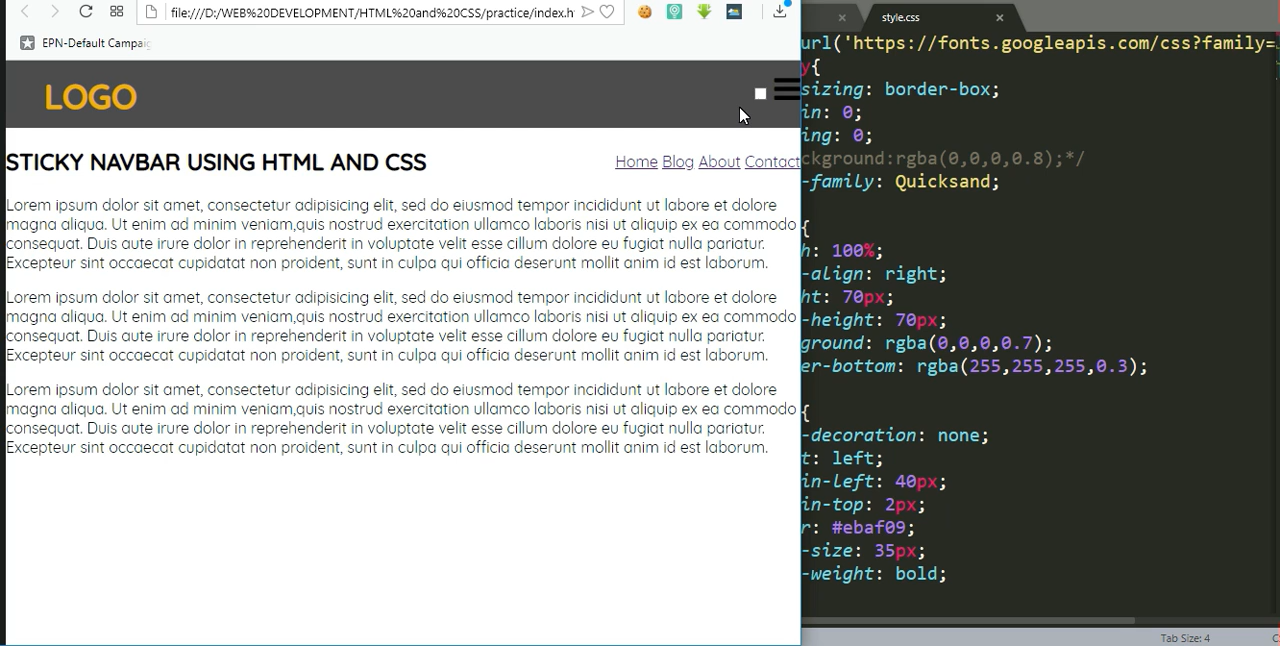 file:///D:/WEB%20DEVELOPMENT/HTML%20and%20CSS/practice/index.h
EPN-Default Campaig
LOGO
STICKY NAVBAR USING HTML AND CSS
Home Blog About Contact
Lorem ipsum dolor sit amet, consectetur adipisicing elit, sed do eiusmod tempor incididunt ut labore et dolore
magna aliqua. Ut enim ad minim veniam,quis nostrud exercitation ullamco laboris nisi ut aliquip ex ea commodo
consequat. Duis aute irure dolor in reprehenderit in voluptate velit esse cillum dolore eu fugiat nulla pariatur.
Excepteur sint occaecat cupidatat non proident, sunt in culpa qui officia deserunt mollit anim id est laborum.
Lorem ipsum dolor sit amet, consectetur adipisicing elit, sed do eiusmod tempor incididunt ut labore et dolore
magna aliqua. Ut enim ad minim veniam,quis nostrud exercitation ullamco laboris nisi ut aliquip ex ea commodo
consequat. Duis aute irure dolor in reprehenderit in voluptate velit esse cillum dolore eu fugiat nulla pariatur.
Excepteur sint occaecat cupidatat non proident, sunt in culpa qui officia deserunt mollit anim id est laborum.
Lorem ipsum dolor sit amet, consectetur adipisicing elit, sed do eiusmod tempor incididunt ut labore et dolore
magna aliqua. Ut enim ad minim veniam,quis nostrud exercitation ullamco laboris nisi ut aliquip ex ea commodo
consequat. Duis aute irure dolor in reprehenderit in voluptate velit esse cillum dolore eu fugiat nulla pariatur.
Excepteur sint occaecat cupidatat non proident, sunt in culpa qui officia deserunt mollit anim id est laborum.
style.css
url('https://fonts.googleapis.com/css?family=
y{
sizing: border-box;
in: 0;
ing: 0;
ckground:rgba(0,0,0,0.8);*/
-family: Quicksand;
{
h: 100%;
-align: right;
ht: 70px;
-height: 70px;
ground: rgba(0,0,0,0.7);
er-bottom: rgba(255,255,255,0.3);
{
-decoration: none;
t: left;
in-left: 40px;
in-top: 2px;
r: #ebaf09;
-size: 35px;
-weight: bold;
Tab Size: 4